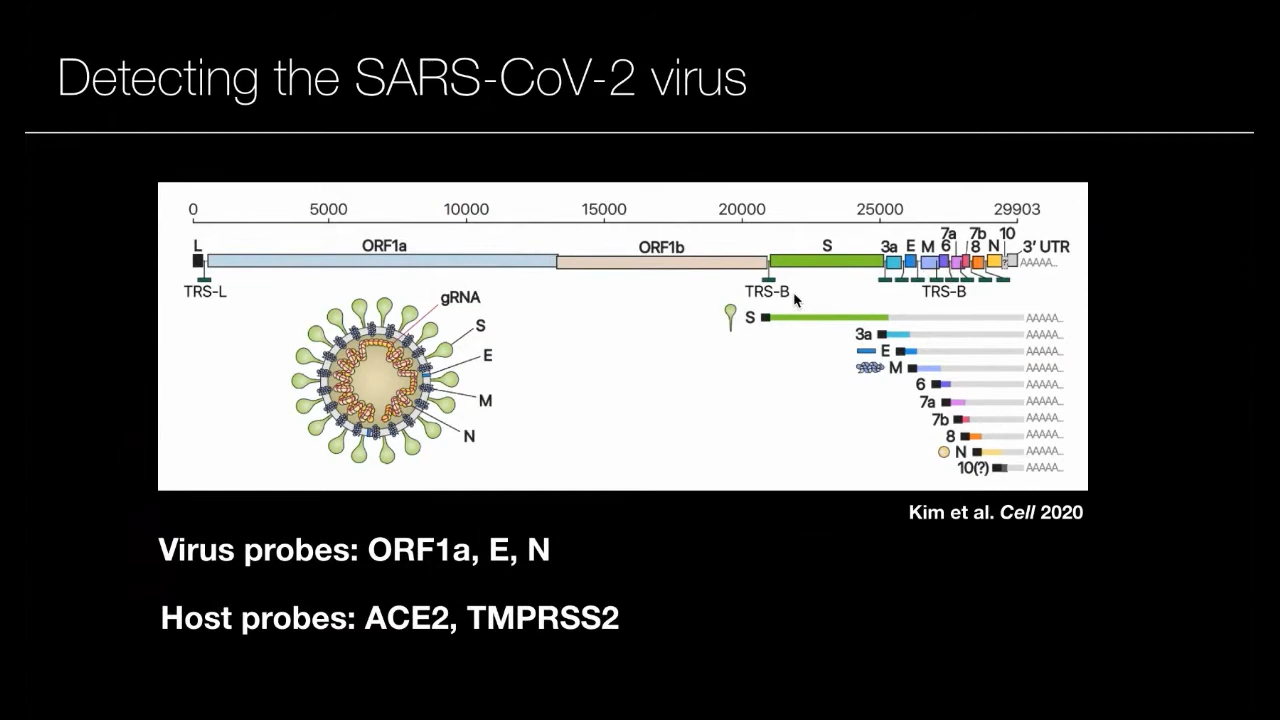 Detecting the SARS-CoV-2 virus
0 5000 10000 15000 20000 25000 29903
7a 7b 10
L ORF1a ORF1b S 3a E M 6 8 N 3' UTR
AAAAA...
TRS-L TRS-B TRS-B
gRNA
S
E
M
N
S AAAAA...
3a AAAAA...
E AAAAA...
M AAAAA...
6 AAAAA...
7a AAAAA...
7b AAAAA...
8 AAAAA...
N AAAAA...
10(?) AAAAA...
Kim et al. Cell 2020
Virus probes: ORF1a, E, N
Host probes: ACE2, TMPRSS2